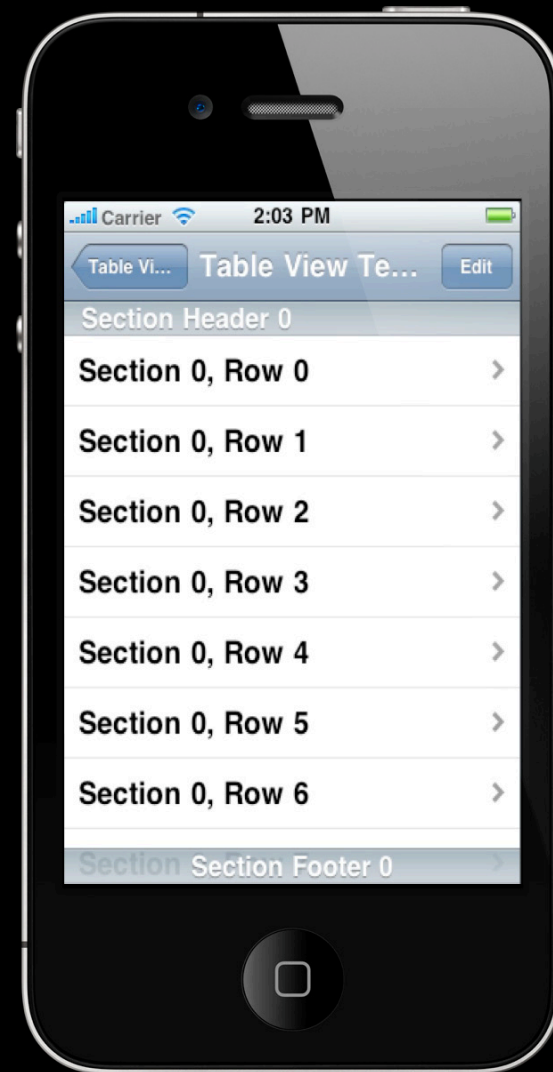 Carrier 2:03 PM
Table Vi... Table View Te... Edit
Section Header 0
Section 0, Row 0
Section 0, Row 1
Section 0, Row 2
Section 0, Row 3
Section 0, Row 4
Section 0, Row 5
Section 0, Row 6
Section Footer 0